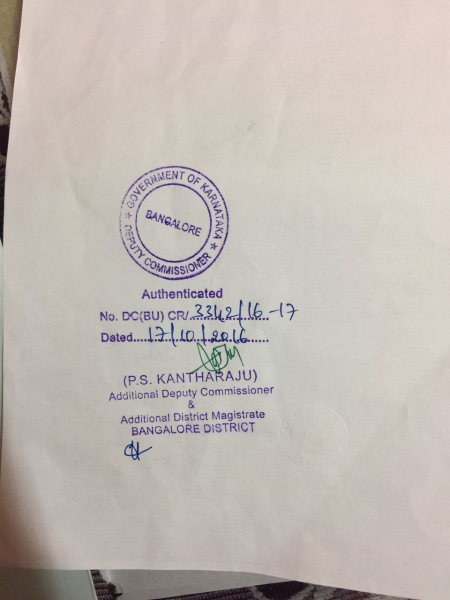 GOVERNMENT OF KARNATAKA
BANGALORE
★ DEPUTY COMMISSIONER ★
Authenticated
No. DC(BU) CR/.3342/16-17
Dated....17/10/2016......
(P.S. KANTHARAJU)
Additional Deputy Commissioner
&
Additional District Magistrate
BANGALORE DISTRICT